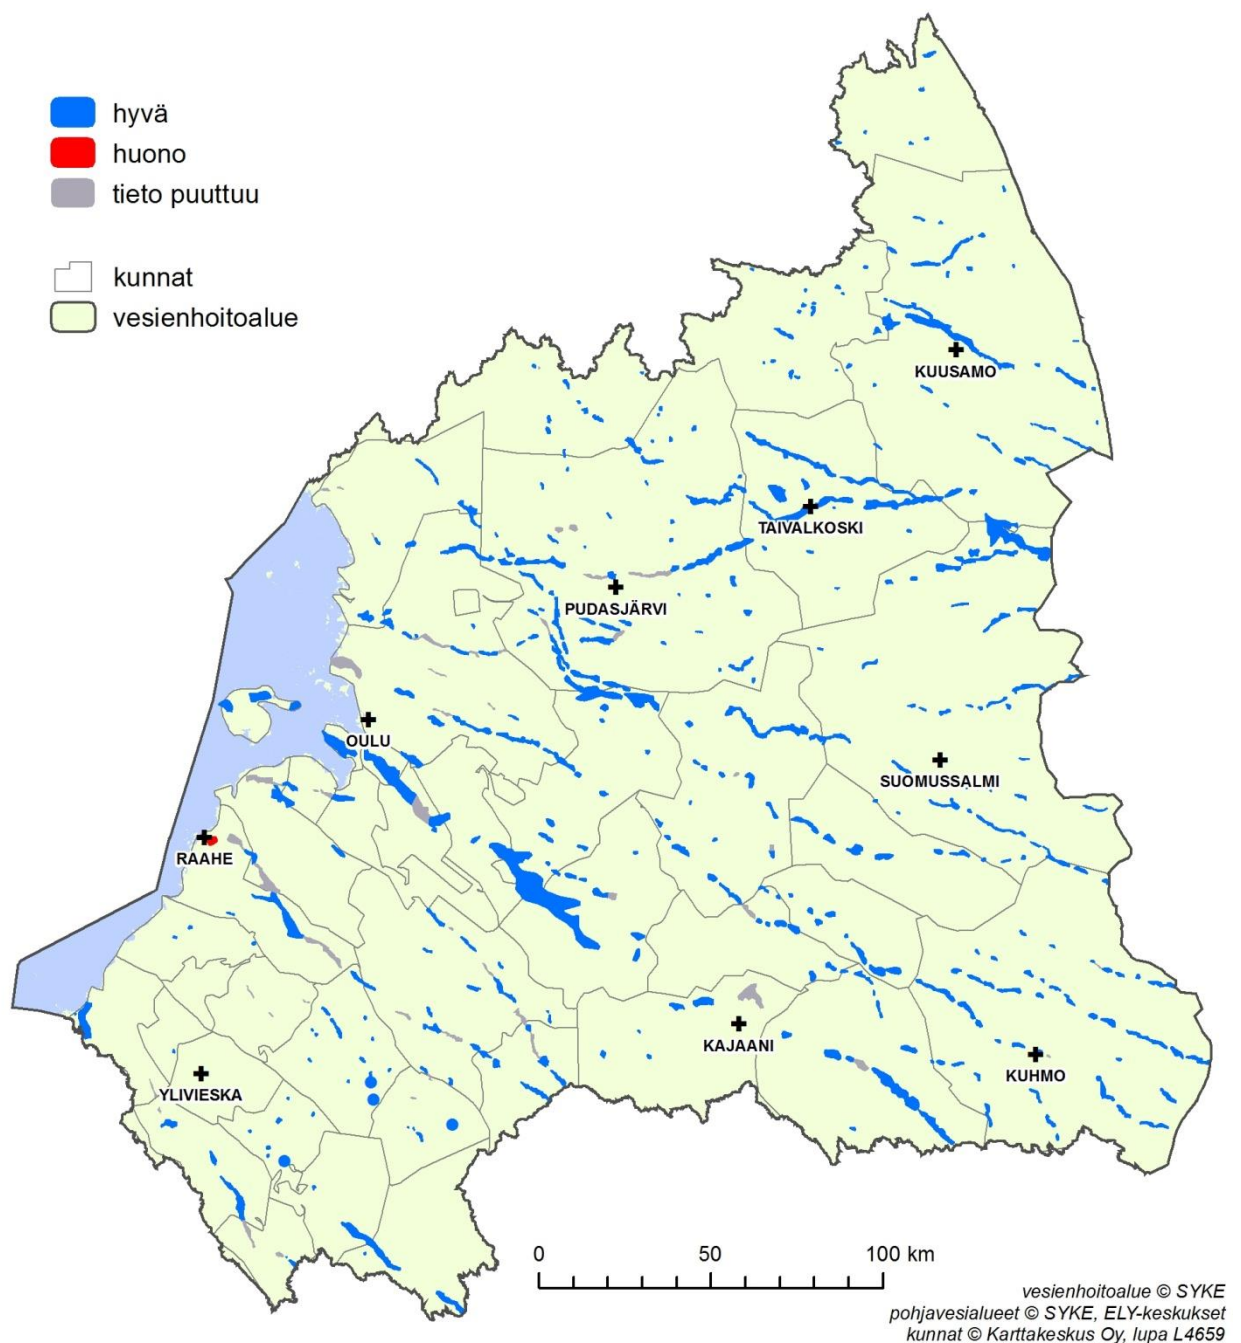 hyvä
huono
tieto puuttuu
kunnat
vesienhoitoalue
KUUSAMO
TAIVALKOSKI
PUDASJÄRVI
OULU
SUOMUSSALMI
RAAHE
KAJAANI
KUHMO
YLIVIESKA
0 50 100 km
vesienhoitoalue © SYKE
pohjavesialueet © SYKE, ELY-keskukset
kunnat © Karttakeskus Oy, lupa L4659